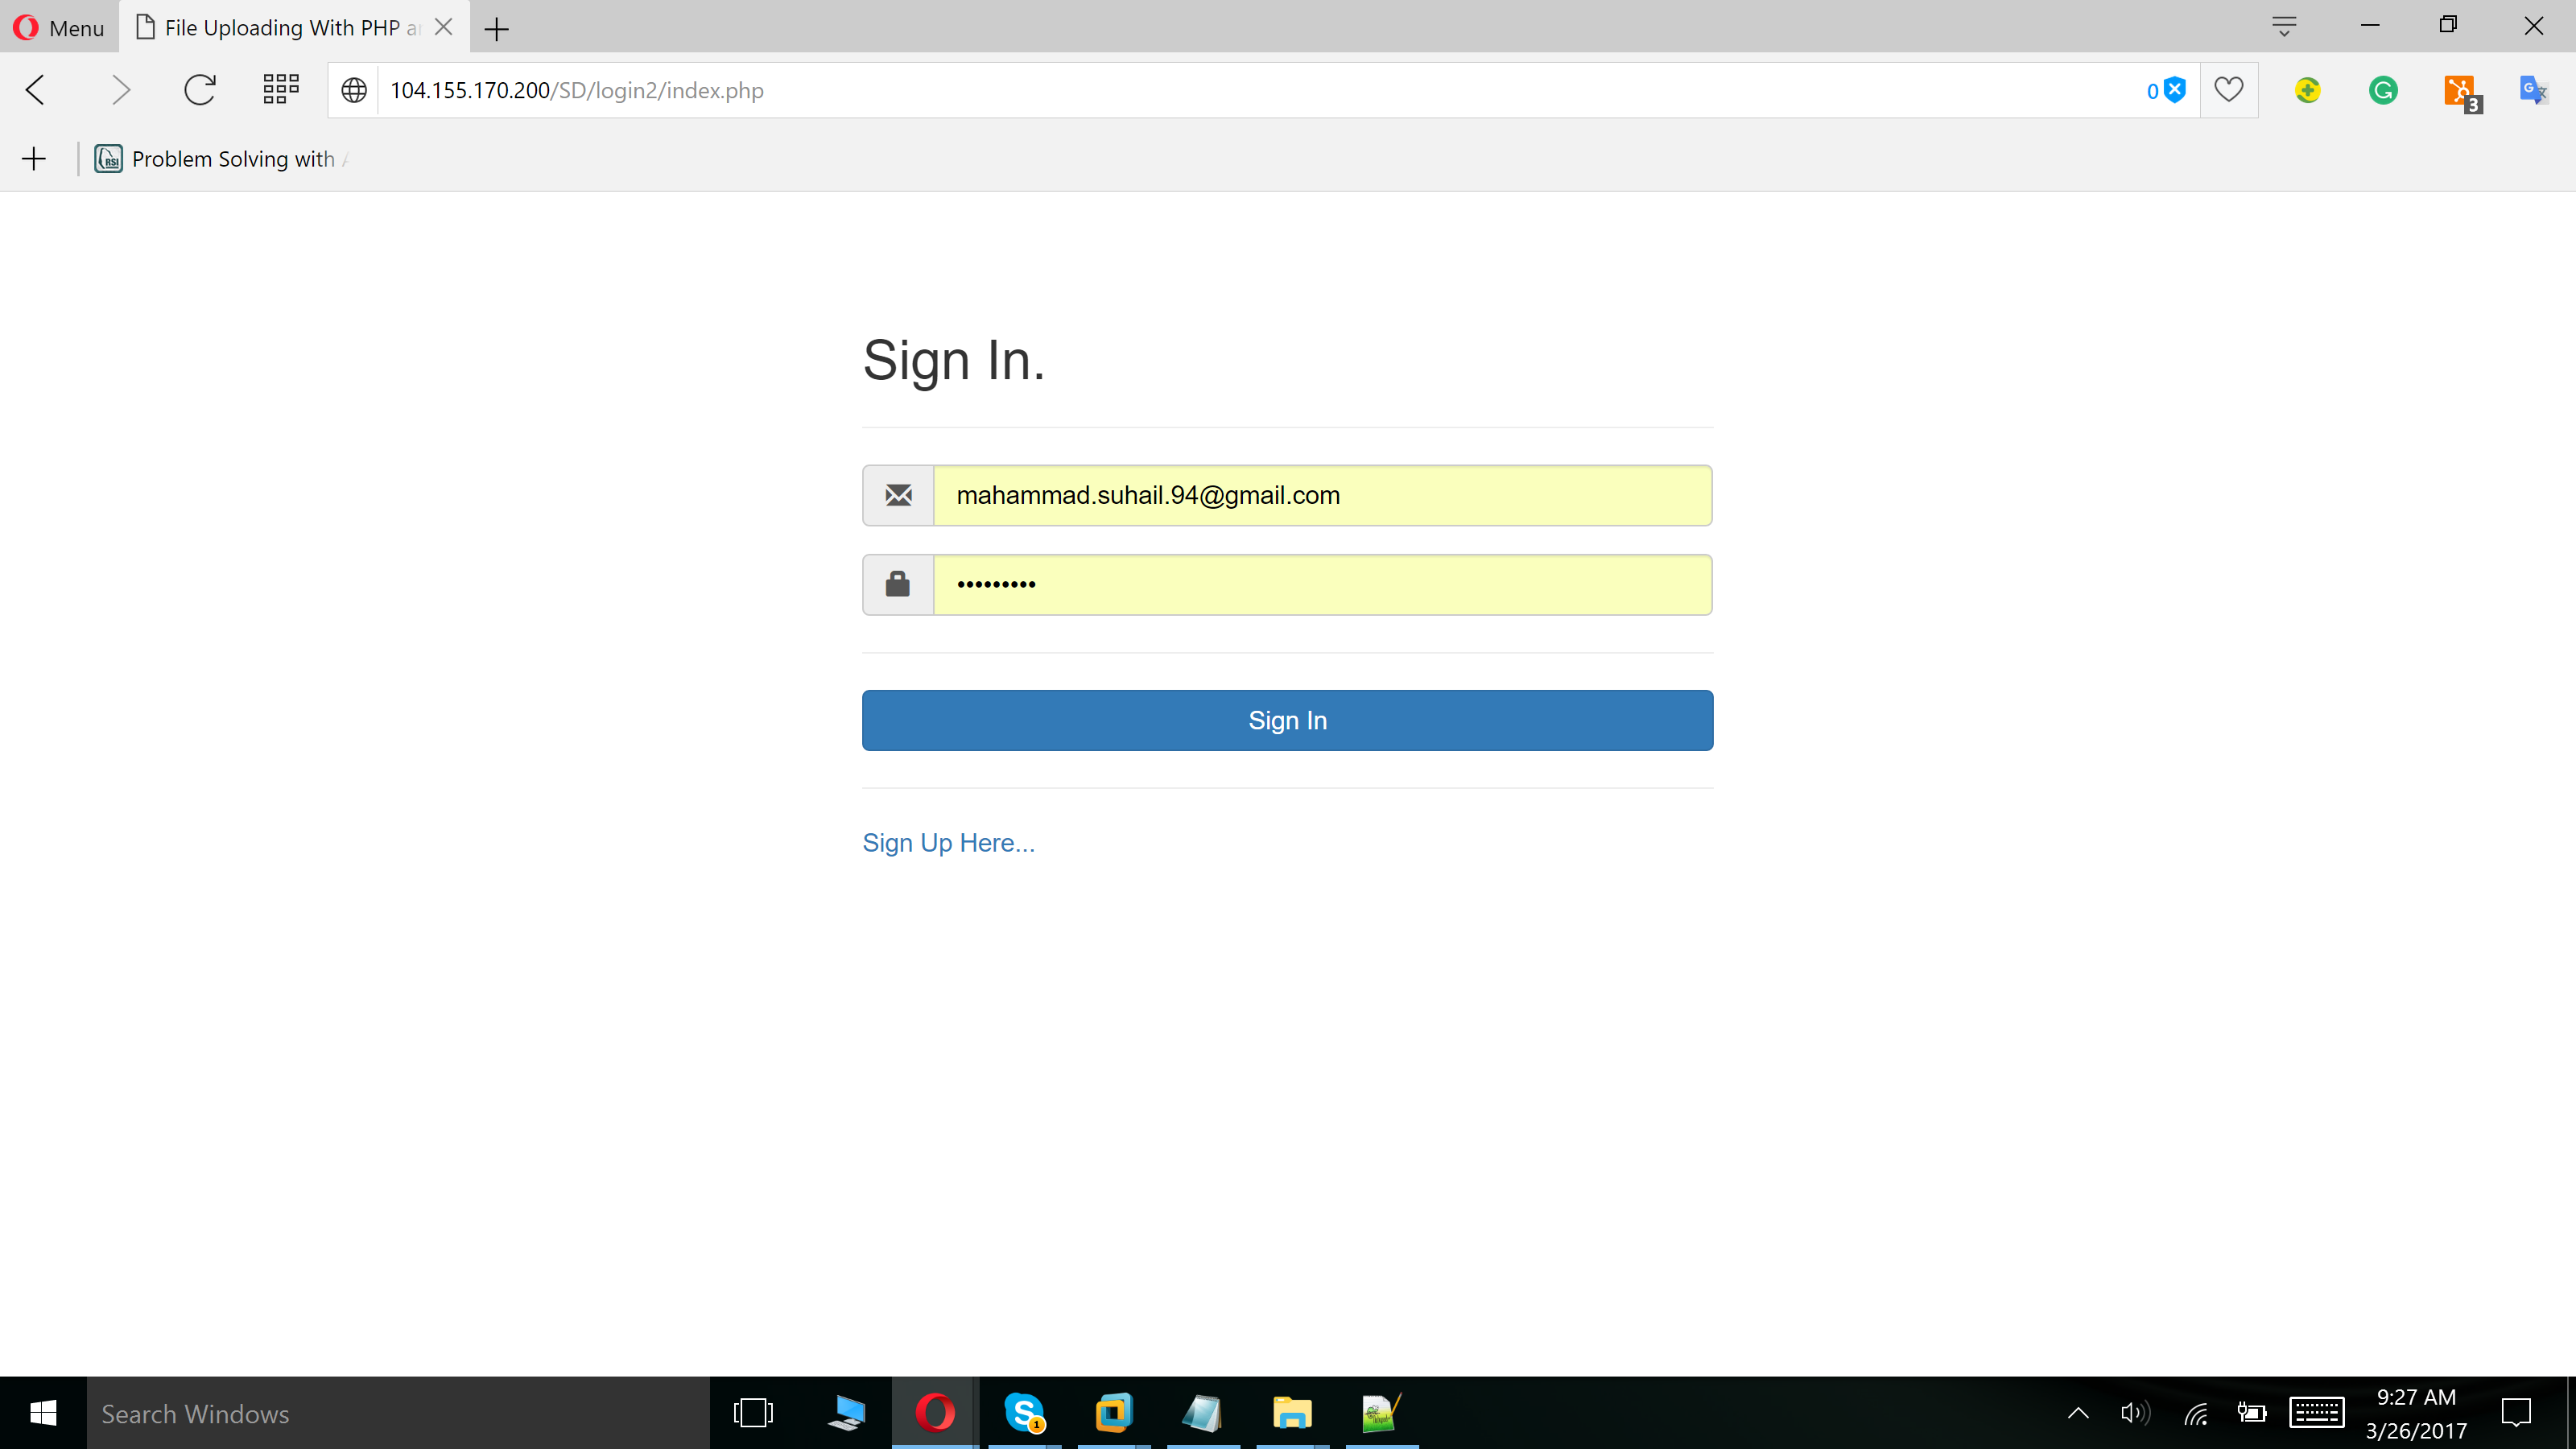 Menu
File Uploading With PHP a
104.155.170.200/SD/login2/index.php
0
3
G
RSI
Problem Solving with
Sign In.
mahammad.suhail.94@gmail.com
•••••••••
Sign In
Sign Up Here...
Search Windows
S
1
9:27 AM
3/26/2017